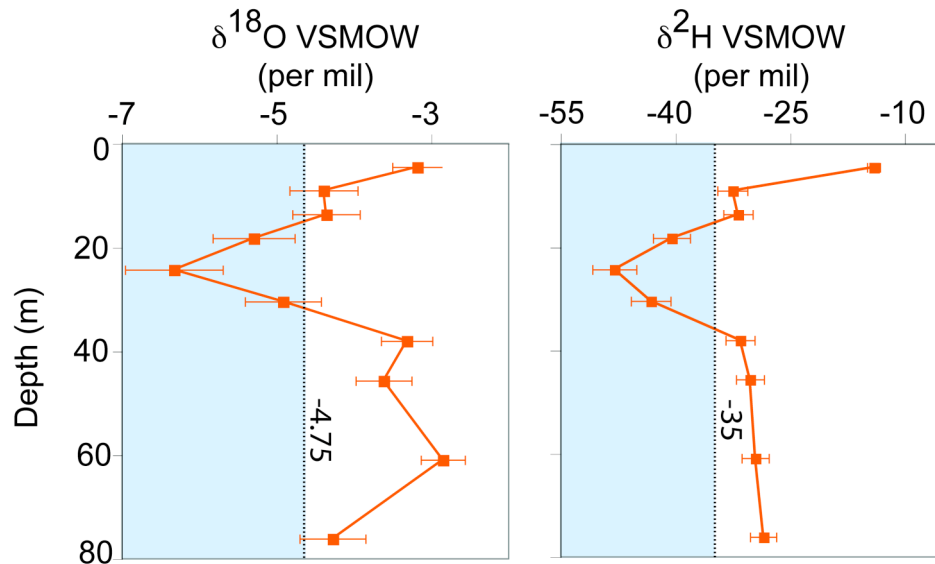 δ18O VSMOW
(per mil)
-7 -5 -3
δ2H VSMOW
(per mil)
-55 -40 -25 -10
0
20
40
60
80
Depth (m)
-4.75
-35